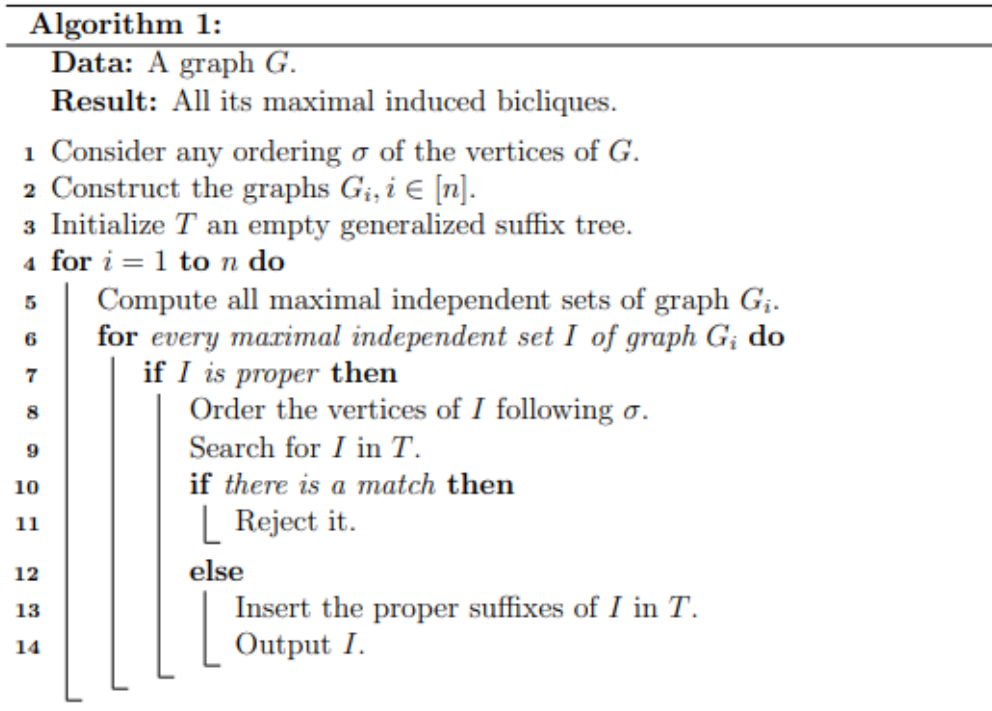 Algorithm 1:
Data: A graph G.
Result: All its maximal induced bicliques.
1 Consider any ordering σ of the vertices of G.
2 Construct the graphs G_i, i ∈ [n].
3 Initialize T an empty generalized suffix tree.
4 for i = 1 to n do
5 Compute all maximal independent sets of graph G_i.
6 for every maximal independent set I of graph G_i do
7 if I is proper then
8 Order the vertices of I following σ.
9 Search for I in T.
10 if there is a match then
11 Reject it.
12 else
13 Insert the proper suffixes of I in T.
14 Output I.